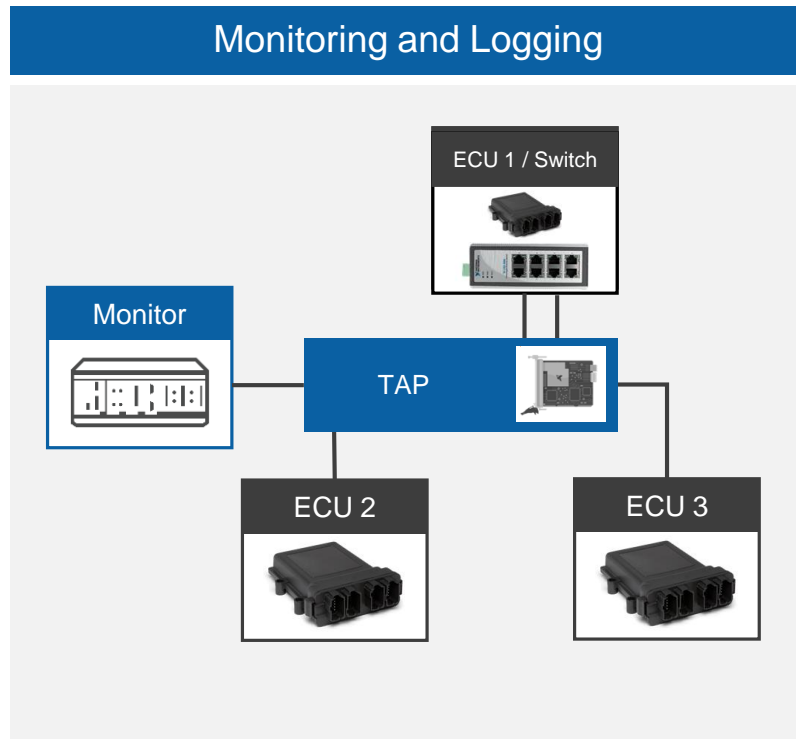 Monitoring and Logging
ECU 1 / Switch
Monitor
TAP
ECU 2
ECU 3